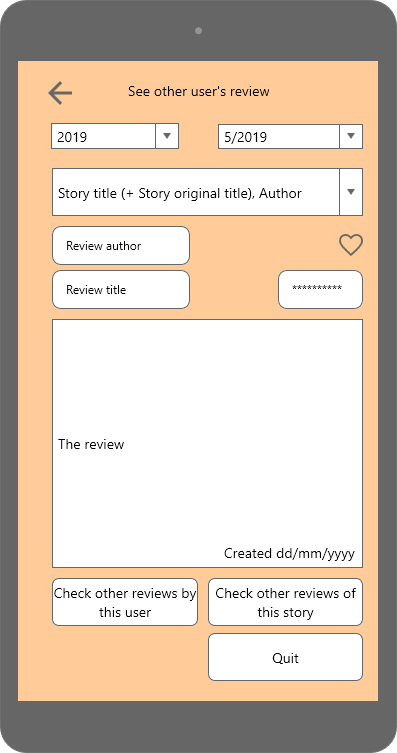 See other user's review
2019
5/2019
Story title (+ Story original title), Author
Review author
Review title
**********
The review
Created dd/mm/yyyy
Check other reviews by
this user
Check other reviews of
this story
Quit